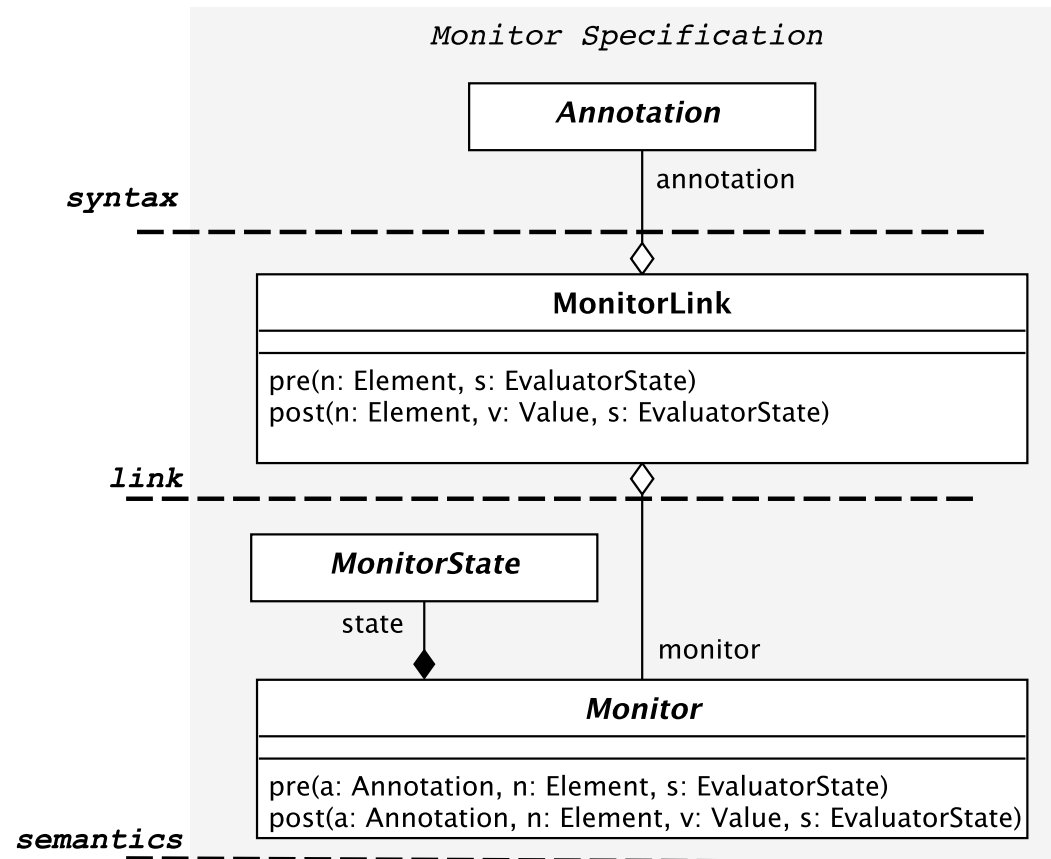 Monitor Specification
Annotation
annotation
syntax
MonitorLink
pre(n: Element, s: EvaluatorState)
post(n: Element, v: Value, s: EvaluatorState)
link
MonitorState
state
monitor
Monitor
pre(a: Annotation, n: Element, s: EvaluatorState)
post(a: Annotation, n: Element, v: Value, s: EvaluatorState)
semantics